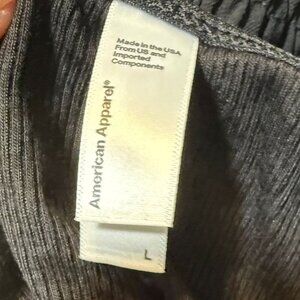 Made in the USA
From US and
Imported
Components
American Apparel®
L